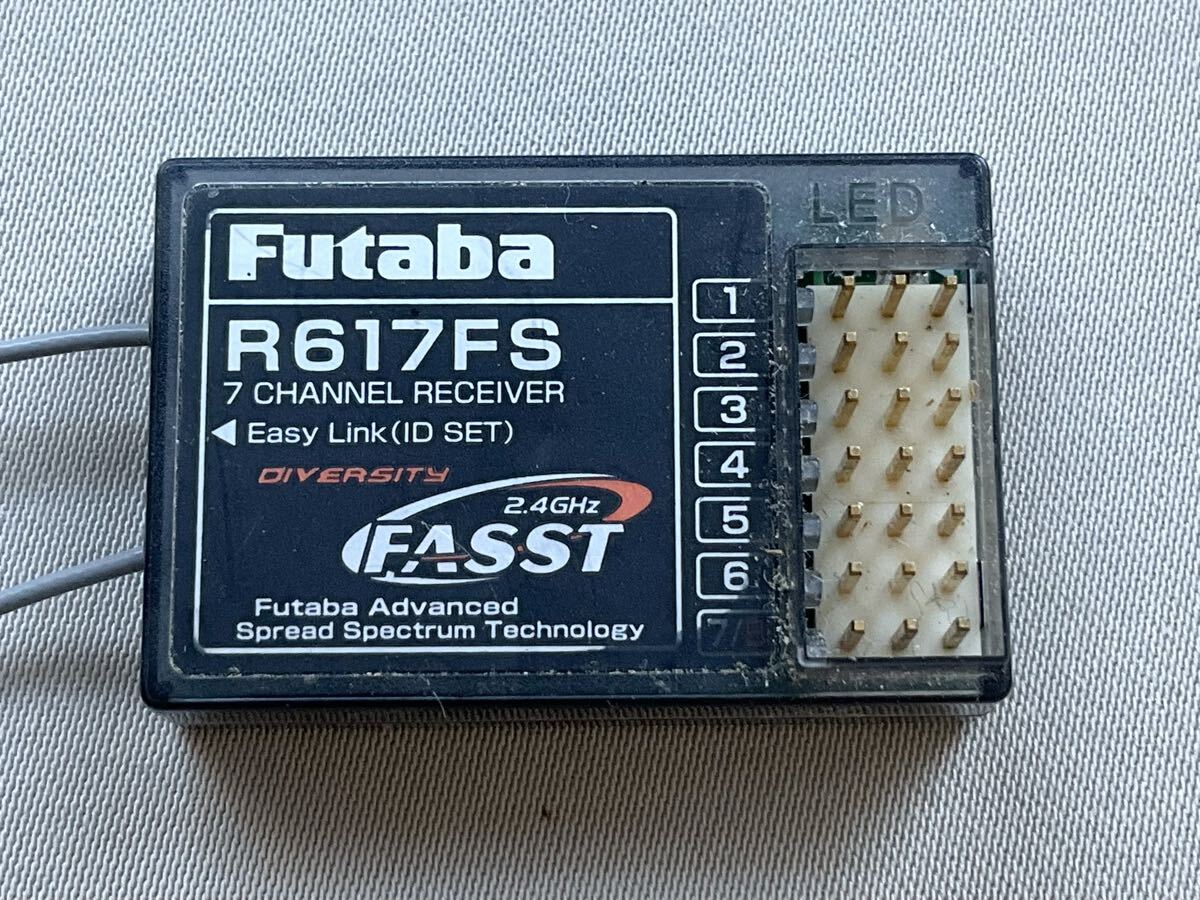 LED
Futaba
R617FS
7 CHANNEL RECEIVER
◀ Easy Link(ID SET)
DIVERSITY
2.4GHz
FASST
Futaba Advanced
Spread Spectrum Technology
1
2
3
4
5
6